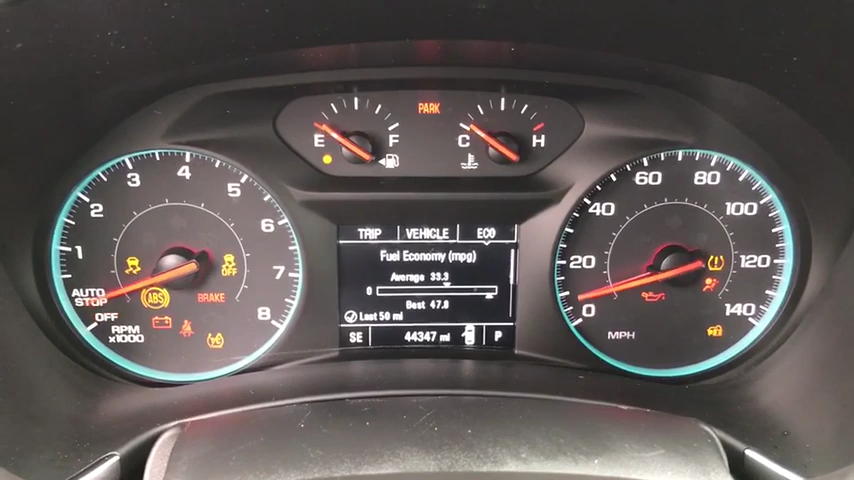 PARK
E F
C H
1 2 3 4 5 6 7 8
AUTO STOP
OFF
RPM
x1000
ABS
OFF
BRAKE
TRIP VEHICLE ECO
Fuel Economy (mpg)
Average 33.3
0
Best 47.8
Last 50 mi
SE 44347 mi P
0 20 40 60 80 100 120 140
MPH